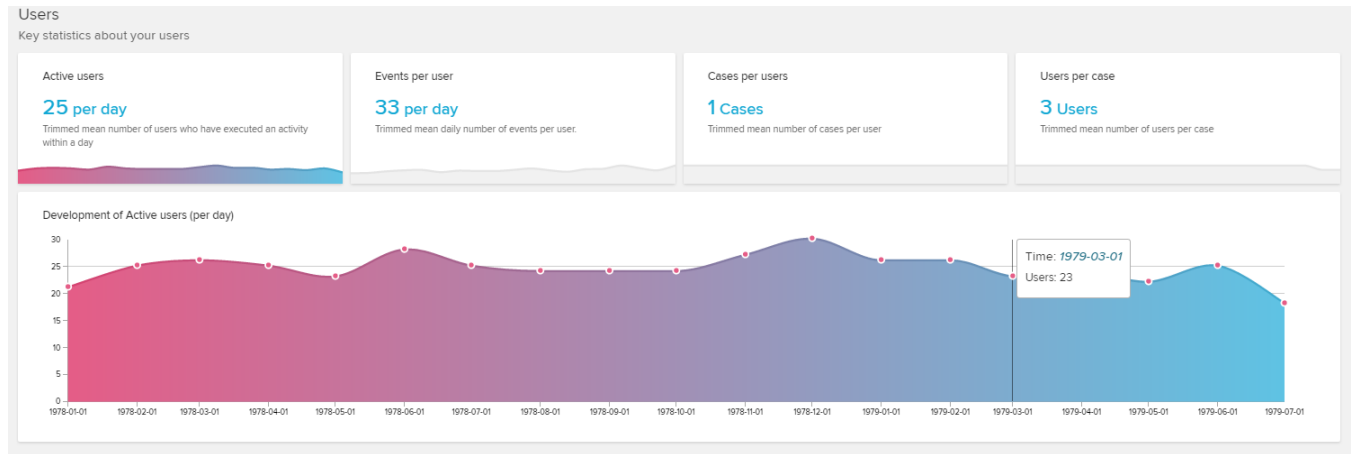 Users
Key statistics about your users
Active users
25 per day
Trimmed mean number of users who have executed an activity
within a day
Events per user
33 per day
Trimmed mean daily number of events per user.
Cases per users
1 Cases
Trimmed mean number of cases per user
Users per case
3 Users
Trimmed mean number of users per case
Development of Active users (per day)
30
25
20
15
10
5
0
Time: 1979-03-01
Users: 23
1978-01-01 1978-02-01 1978-03-01 1978-04-01 1978-05-01 1978-06-01 1978-07-01 1978-08-01 1978-09-01 1978-10-01 1978-11-01 1978-12-01 1979-01-01 1979-02-01 1979-03-01 1979-04-01 1979-05-01 1979-06-01 1979-07-01